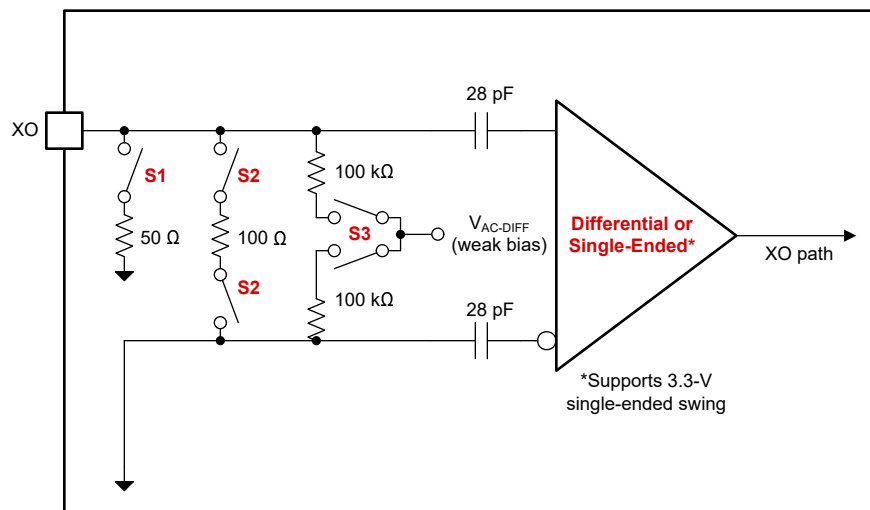 28 pF
XO
S1
S2
100 kΩ
50 Ω
100 Ω
S3
V_AC-DIFF
(weak bias)
Differential or
Single-Ended*
XO path
S2
100 kΩ
28 pF
*Supports 3.3-V
single-ended swing